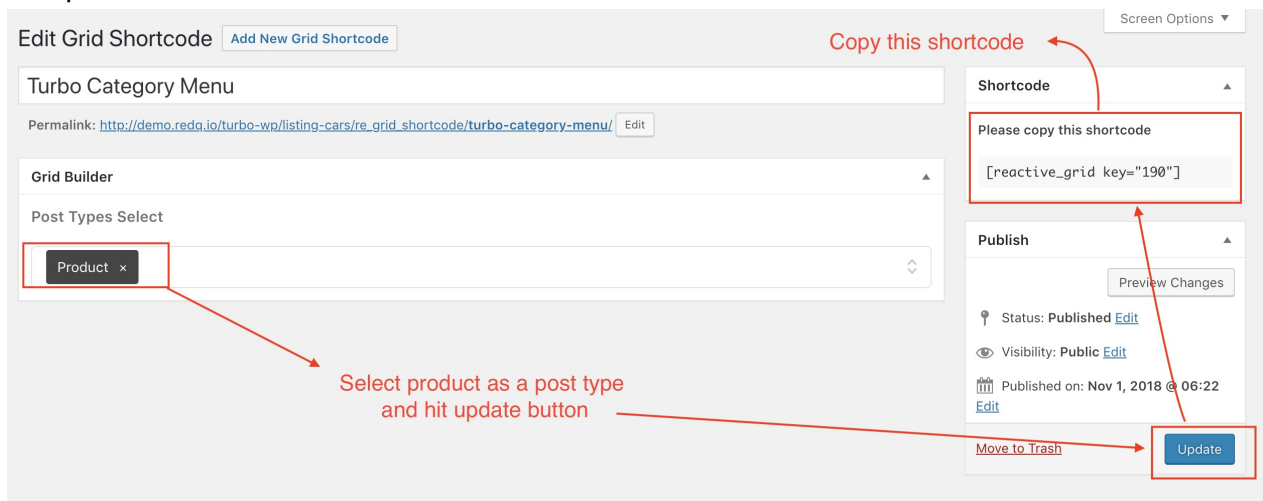 Screen Options ▼
Edit Grid Shortcode Add New Grid Shortcode
Copy this shortcode
Turbo Category Menu
Permalink: http://demo.redq.io/turbo-wp/listing-cars/re_grid_shortcode/turbo-category-menu/ Edit
Grid Builder
Post Types Select
Product ×
Select product as a post type
and hit update button
Shortcode
Please copy this shortcode
[reactive_grid key="190"]
Publish
Preview Changes
Status: Published Edit
Visibility: Public Edit
Published on: Nov 1, 2018 @ 06:22
Edit
Move to Trash
Update